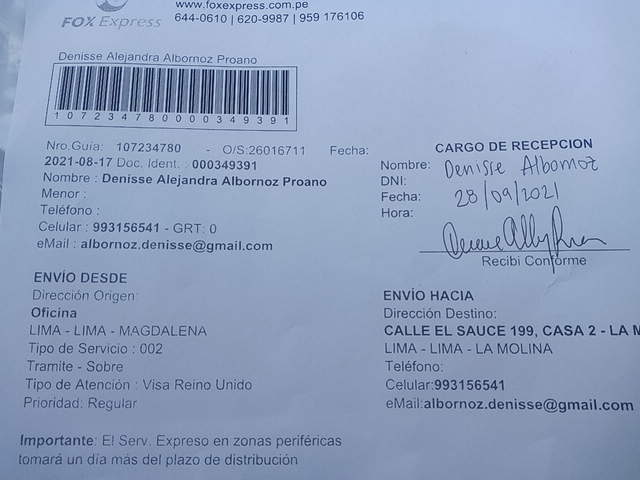 www.foxexpress.com.pe
FOX Express
644-0610 | 620-9987 | 959 176106
Denisse Alejandra Albornoz Proano
107234780000349391
Nro.Guía: 107234780 - O/S:26016711 Fecha:
2021-08-17 Doc. Ident. : 000349391
Nombre : Denisse Alejandra Albornoz Proano
Menor :
Teléfono :
Celular : 993156541 - GRT: 0
eMail : albornoz.denisse@gmail.com
CARGO DE RECEPCION
Nombre: Denisse Albornoz
DNI:
Fecha: 28/09/2021
Hora:
Recibi Conforme
ENVÍO DESDE
Dirección Origen:
Oficina
LIMA - LIMA - MAGDALENA
Tipo de Servicio : 002
Tramite - Sobre
Tipo de Atención : Visa Reino Unido
Prioridad: Regular
ENVÍO HACIA
Dirección Destino:
CALLE EL SAUCE 199, CASA 2 - LA M
LIMA - LIMA - LA MOLINA
Teléfono:
Celular:993156541
eMail:albornoz.denisse@gmail.com
Importante: El Serv. Expreso en zonas periféricas
tomará un día más del plazo de distribución